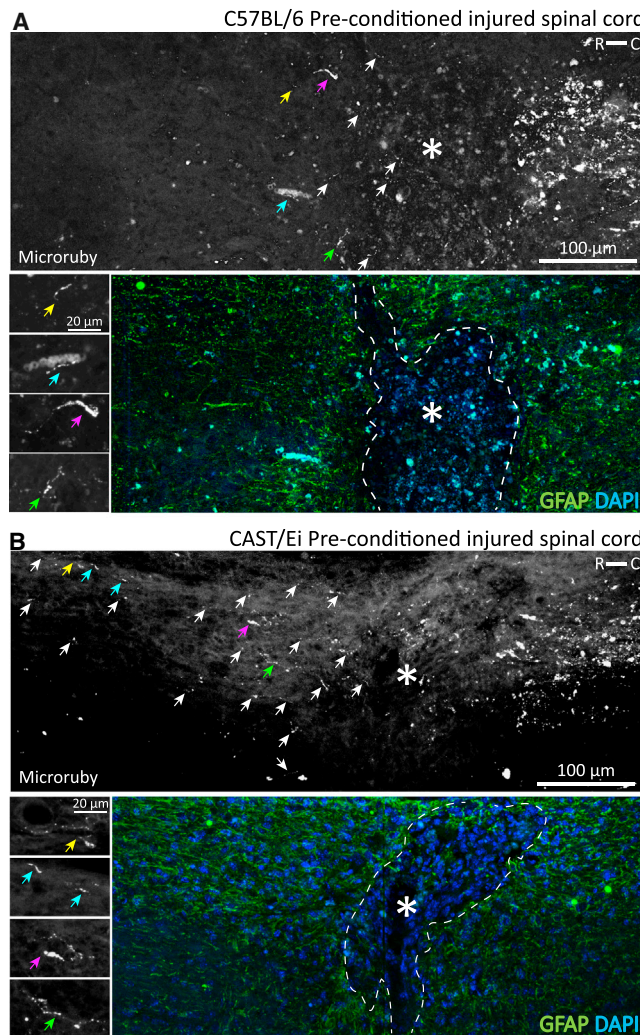 A
C57BL/6 Pre-conditioned injured spinal cord
R C
*
Microruby
100 µm
20 µm
*
GFAP DAPI
B
CAST/Ei Pre-conditioned injured spinal cord
R C
*
Microruby
100 µm
20 µm
*
GFAP DAPI